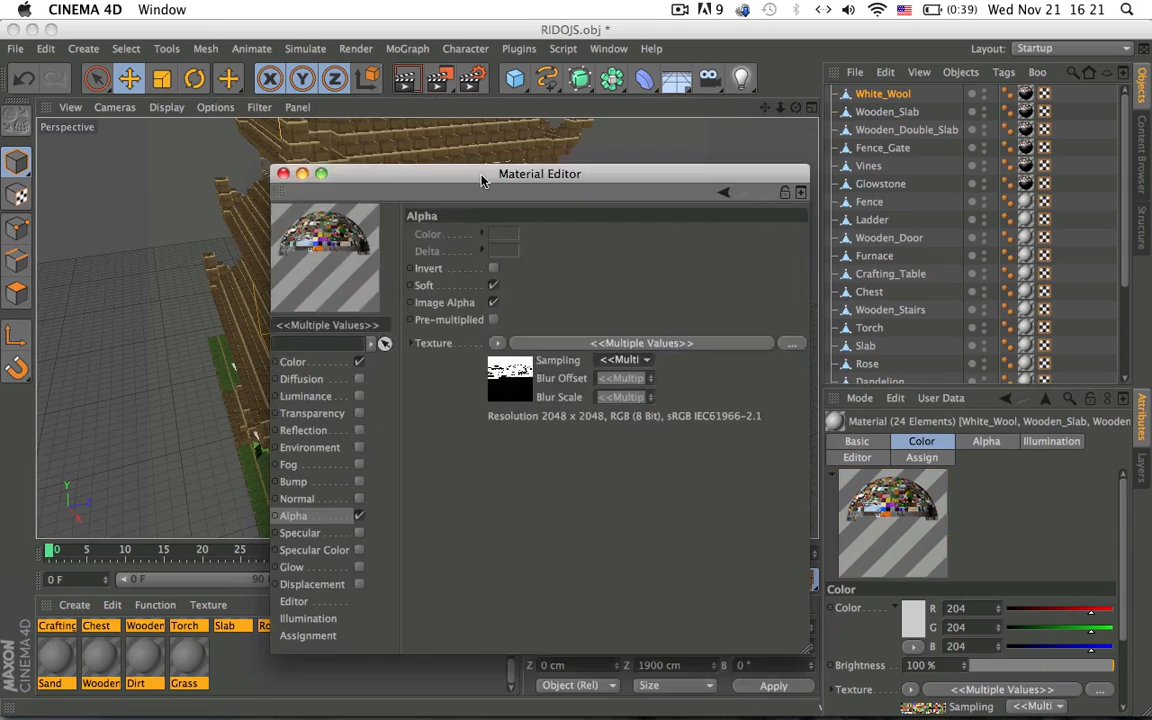 CINEMA 4D Window
9 (0:39) Wed Nov 21 16 21
RIDOJS.obj *
File Edit Create Select Tools Mesh Animate Simulate Render MoGraph Character Plugins Script Window Help
Layout: Startup
X Y Z
View Cameras Display Options Filter Panel
Perspective
Y Z X
0 5 10 15 20 25
0 F 0 F 90
Create Edit Function Texture
Crafting Chest Wooden Torch Slab Ro
Sand Wooden Dirt Grass
MAXON CINEMA 4D
Material Editor
<<Multiple Values>>
Color
Diffusion
Luminance
Transparency
Reflection
Environment
Fog
Bump
Normal
Alpha
Specular
Specular Color
Glow
Displacement
Editor
Illumination
Assignment
Alpha
Color
Delta
Invert
Soft
Image Alpha
Pre-multiplied
Texture <<Multiple Values>> ...
Sampling <<Multi
Blur Offset <<Multip
Blur Scale <<Multip
Resolution 2048 x 2048, RGB (8 Bit), sRGB IEC61966-2.1
Z 0 cm Z 1900 cm B 0 °
Object (Rel) Size Apply
File Edit View Objects Tags Boo
White_Wool
Wooden_Slab
Wooden_Double_Slab
Fence_Gate
Vines
Glowstone
Fence
Ladder
Wooden_Door
Furnace
Crafting_Table
Chest
Wooden_Stairs
Torch
Slab
Rose
Dandelion
Objects
Content Browser
Structure
Mode Edit User Data
Material (24 Elements) [White_Wool, Wooden_Slab, Wooden
Basic Color Alpha Illumination
Editor Assign
Color
Color R 204
G 204
B 204
Brightness 100 %
Texture <<Multiple Values>> ...
Sampling <<Multi
Attributes
Layers